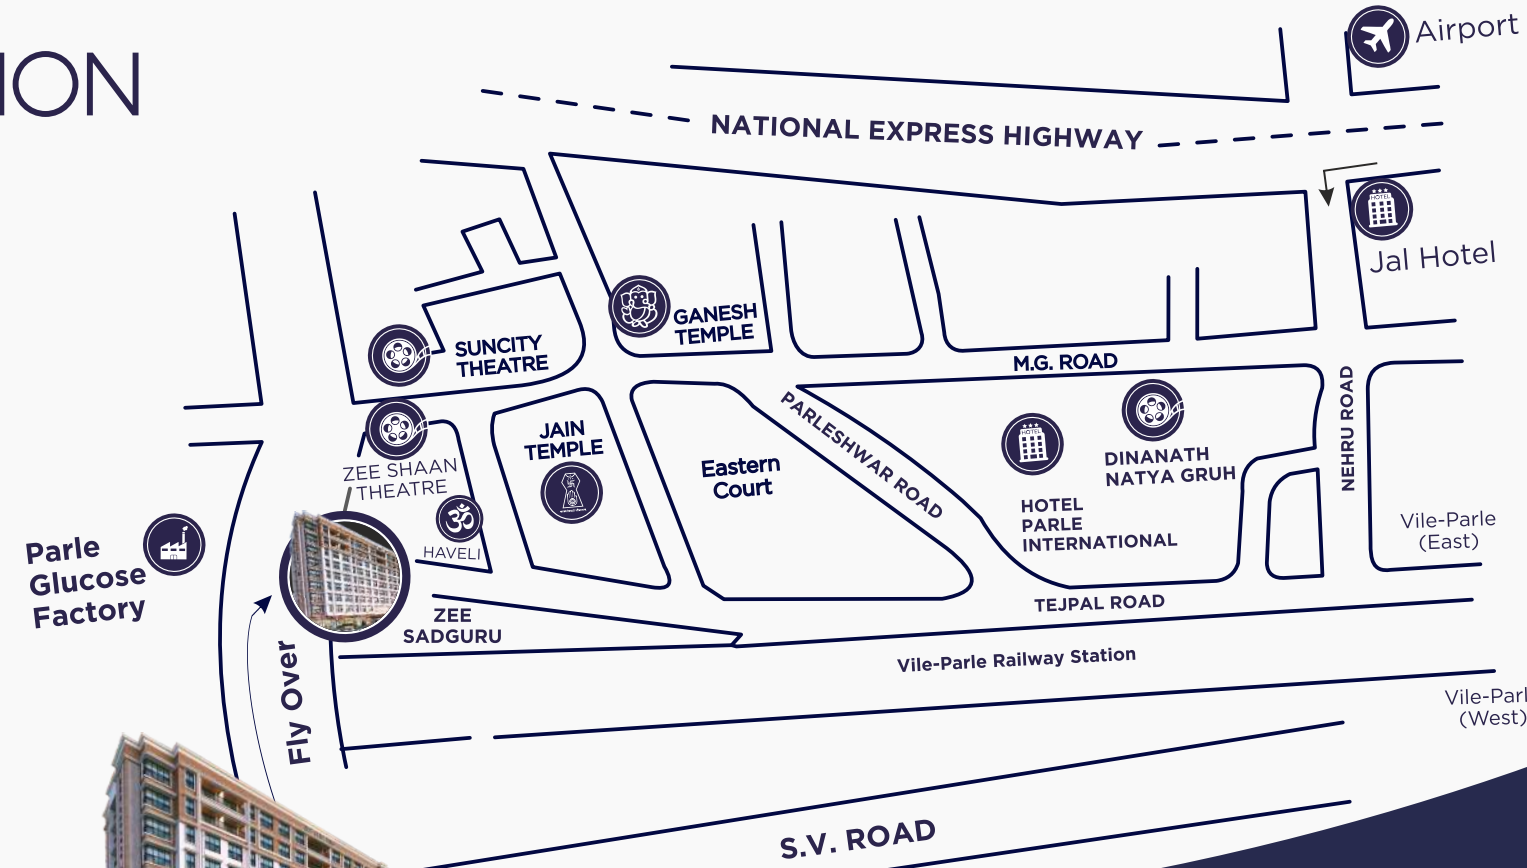 ION
Airport
NATIONAL EXPRESS HIGHWAY
HOTEL
Jal Hotel
GANESH
TEMPLE
SUNCITY
THEATRE
M.G. ROAD
PARLESHWAR ROAD
NEHRU ROAD
JAIN
TEMPLE
Eastern
Court
HOTEL
DINANATH
NATYA GRUH
HOTEL
PARLE
INTERNATIONAL
ZEE SHAAN
THEATRE
ॐ
HAVELI
Vile-Parle
(East)
Parle
Glucose
Factory
ZEE
SADGURU
TEJPAL ROAD
Fly Over
Vile-Parle Railway Station
Vile-Parl
(West)
S.V. ROAD